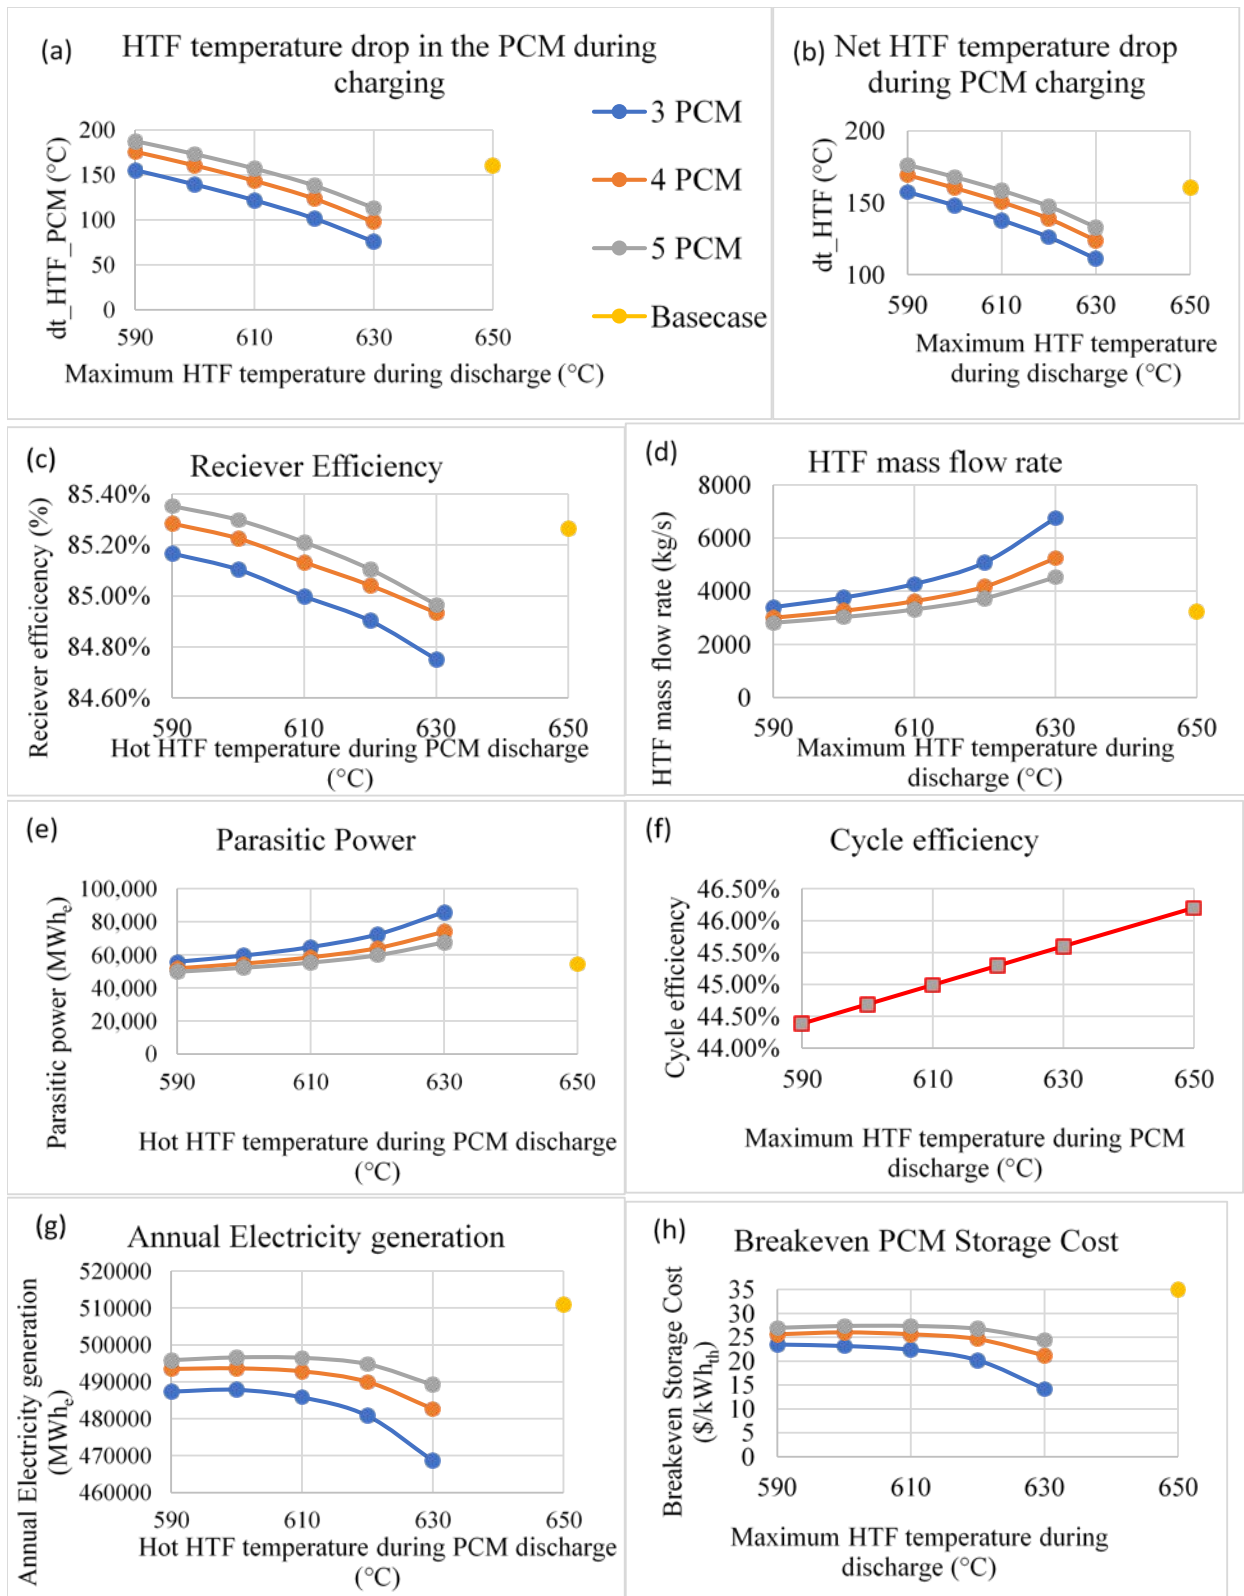 (a) HTF temperature drop in the PCM during
charging
dt_HTF_PCM (°C)
200
150
100
50
0
590 610 630 650
Maximum HTF temperature during discharge (°C)
3 PCM
4 PCM
5 PCM
Basecase
(b) Net HTF temperature drop
during PCM charging
dt_HTF (°C)
200
150
100
590 610 630 650
Maximum HTF temperature
during discharge (°C)
(c) Reciever Efficiency
Reciever efficiency (%)
85.40%
85.20%
85.00%
84.80%
84.60%
590 610 630 650
Hot HTF temperature during PCM discharge
(°C)
(d) HTF mass flow rate
HTF mass flow rate (kg/s)
8000
6000
4000
2000
0
590 610 630 650
Maximum HTF temperature during
discharge (°C)
(e) Parasitic Power
Parasitic power (MWhe)
100,000
80,000
60,000
40,000
20,000
0
590 610 630 650
Hot HTF temperature during PCM discharge
(°C)
(f) Cycle efficiency
Cycle efficicency
46.50%
46.00%
45.50%
45.00%
44.50%
44.00%
590 610 630 650
Maximum HTF temperature during PCM
discharge (°C)
(g) Annual Electricity generation
Annual Electricity generation
(MWhe)
520000
510000
500000
490000
480000
470000
460000
590 610 630 650
Hot HTF temperature during PCM discharge
(°C)
(h) Breakeven PCM Storage Cost
Breakeven Storage Cost
($/kWhth)
35
30
25
20
15
10
5
0
590 610 630 650
Maximum HTF temperature during
discharge (°C)